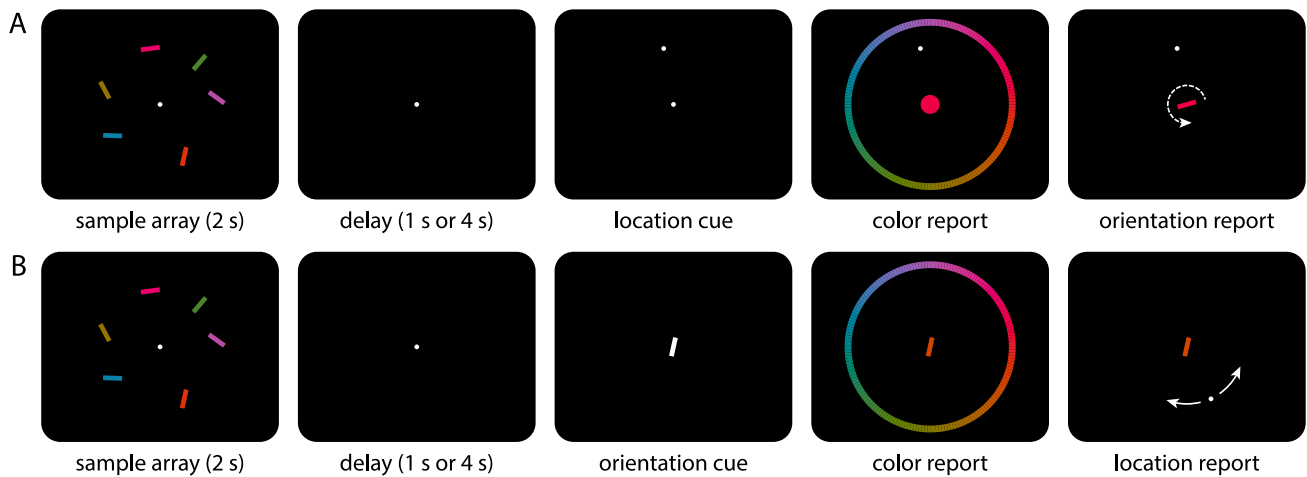 A
sample array (2 s) delay (1 s or 4 s) location cue color report orientation report
B
sample array (2 s) delay (1 s or 4 s) orientation cue color report location report